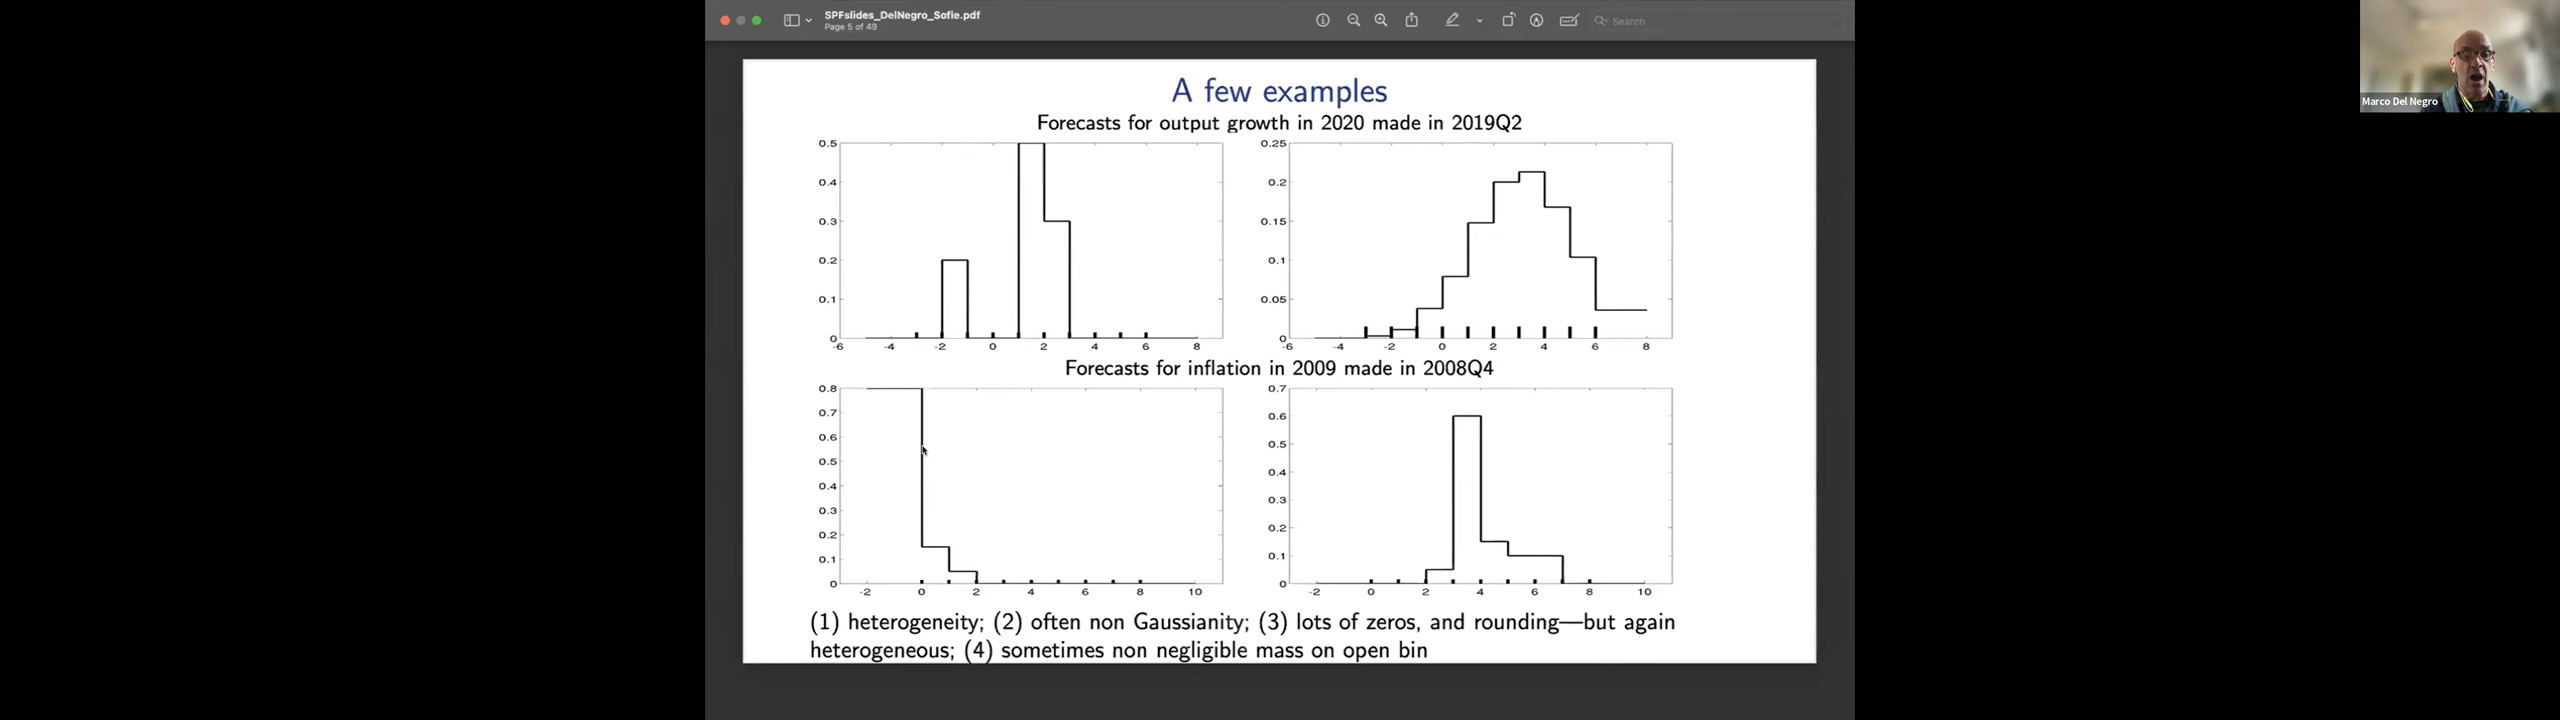 SPFslides_DelNegro_Sofie.pdf
Page 5 of 49
Search
Marco Del Negro
A few examples
Forecasts for output growth in 2020 made in 2019Q2
0.5
0.4
0.3
0.2
0.1
0
-6 -4 -2 0 2 4 6 8
0.25
0.2
0.15
0.1
0.05
0
-6 -4 -2 0 2 4 6 8
Forecasts for inflation in 2009 made in 2008Q4
0.8
0.7
0.6
0.5
0.4
0.3
0.2
0.1
0
-2 0 2 4 6 8 10
0.7
0.6
0.5
0.4
0.3
0.2
0.1
0
-2 0 2 4 6 8 10
(1) heterogeneity; (2) often non Gaussianity; (3) lots of zeros, and rounding—but again
heterogeneous; (4) sometimes non negligible mass on open bin